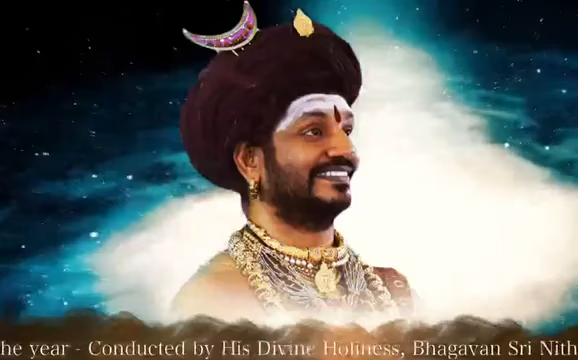 he year - Conducted by His Divine Holiness, Bhagavan Sri Nith